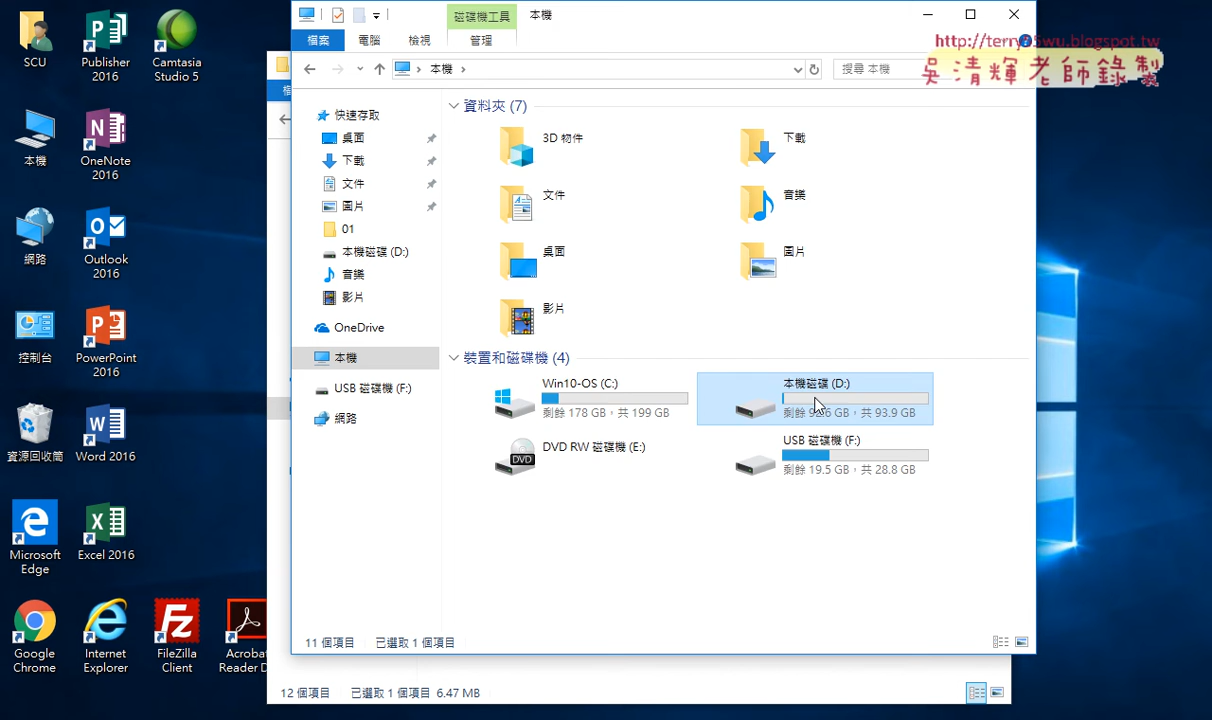 SCU
Publisher
2016
Camtasia
Studio 5
本機
OneNote
2016
網路
Outlook
2016
控制台
PowerPoint
2016
資源回收筒
Word 2016
Microsoft
Edge
Excel 2016
Google
Chrome
Internet
Explorer
FileZilla
Client
Acrobat
Reader D
磁碟機工具
本機
檔案
電腦
檢視
管理
本機
搜尋 本機
http://terry55wu.blogspot.tw
吳清輝老師錄製
快速存取
桌面
下載
文件
圖片
01
本機磁碟 (D:)
音樂
影片
OneDrive
本機
USB 磁碟機 (F:)
網路
資料夾 (7)
3D 物件
下載
文件
音樂
桌面
圖片
影片
裝置和磁碟機 (4)
Win10-OS (C:)
剩餘 178 GB，共 199 GB
本機磁碟 (D:)
剩餘 GB，共 93.9 GB
DVD RW 磁碟機 (E:)
DVD
USB 磁碟機 (F:)
剩餘 19.5 GB，共 28.8 GB
11 個項目
已選取 1 個項目
12 個項目
已選取 1 個項目 6.47 MB